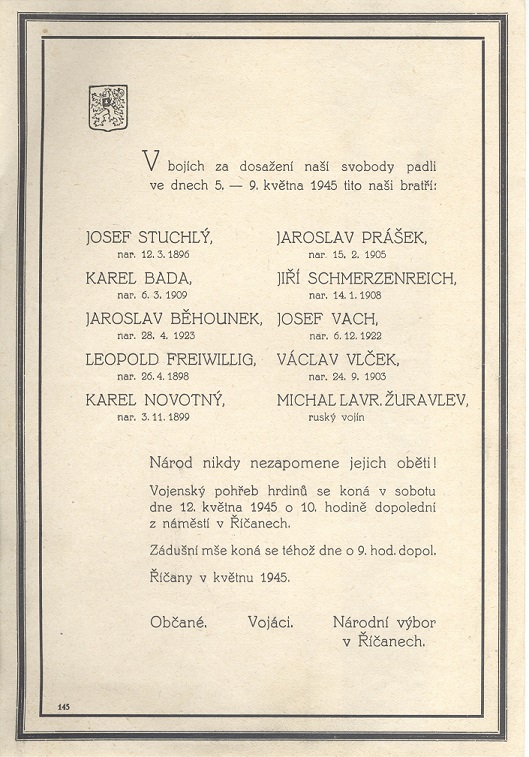 V bojích za dosažení naší svobody padli
ve dnech 5. — 9. května 1945 tito naši bratři:
JOSEF STUCHLÝ,
nar. 12. 3. 1896
KAREL BADA,
nar. 6. 3. 1909
JAROSLAV BĚHOUNEK,
nar. 28. 4. 1923
LEOPOLD FREIWILLIG,
nar. 26. 4. 1898
KAREL NOVOTNÝ,
nar. 3. 11. 1899
JAROSLAV PRÁŠEK,
nar. 15. 2. 1905
JIŘÍ SCHMERZENREICH,
nar. 14. 1. 1908
JOSEF VACH,
nar. 6. 12. 1922
VÁCLAV VLČEK,
nar. 24. 9. 1903
MICHAL LAVR. ŽURAVLEV,
ruský vojín
Národ nikdy nezapomene jejich oběti!
Vojenský pohřeb hrdinů se koná v sobotu
dne 12. května 1945 o 10. hodině dopolední
z náměstí v Říčanech.
Zádušní mše koná se téhož dne o 9. hod. dopol.
Říčany v květnu 1945.
Občané. Vojáci. Národní výbor
v Říčanech.
145